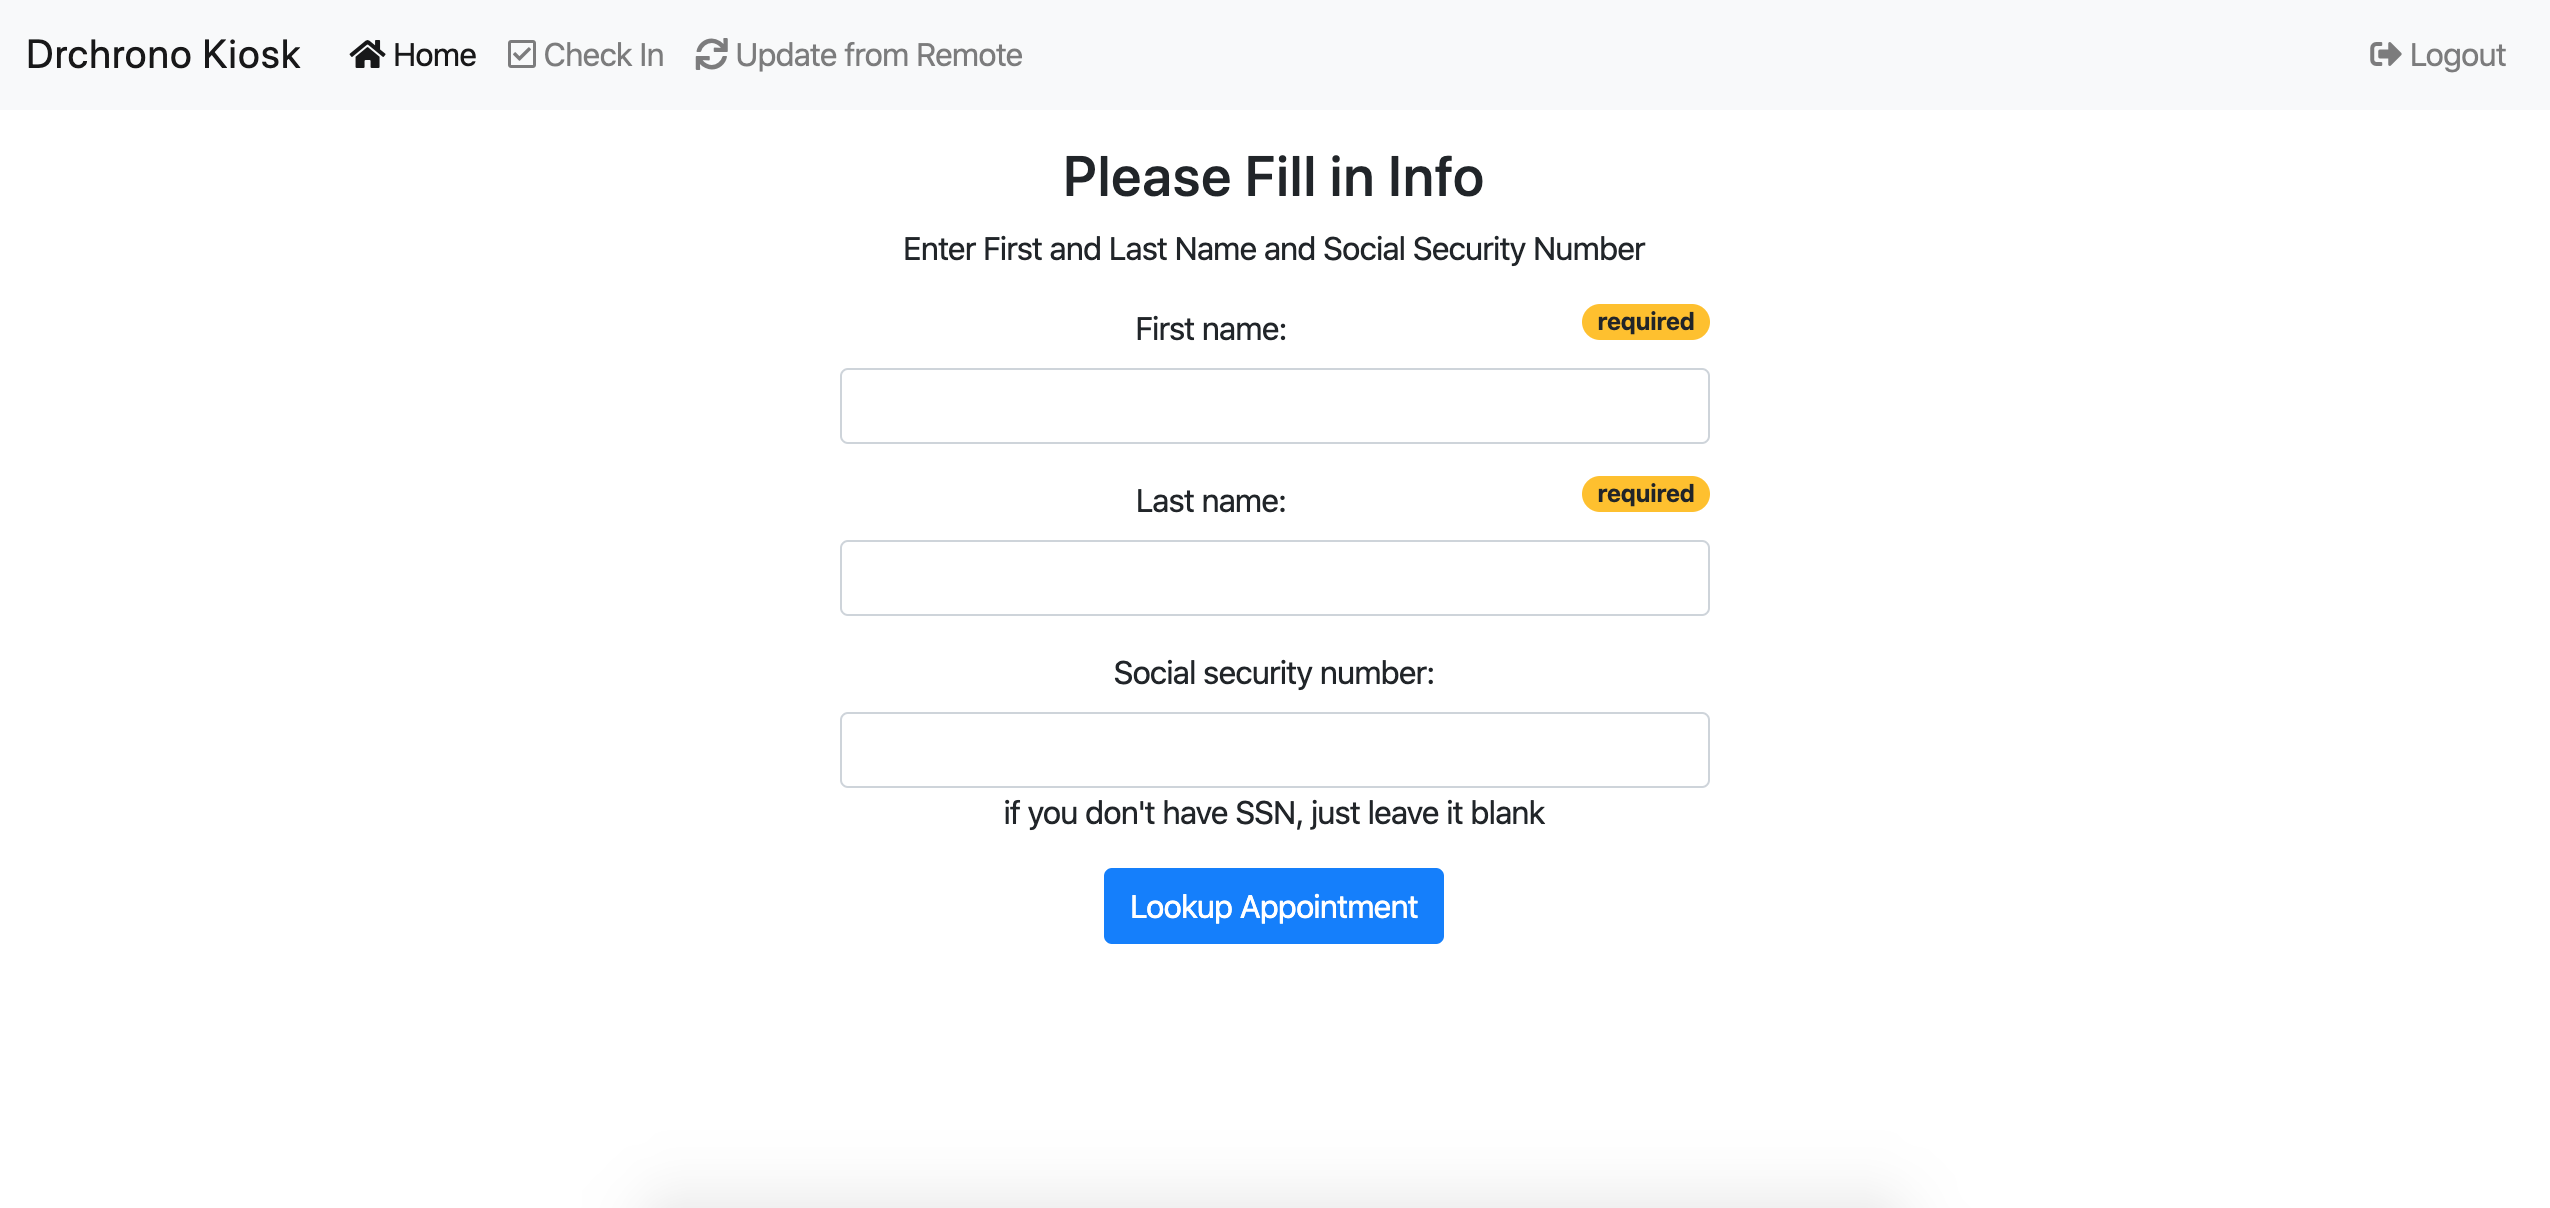 Drchrono Kiosk Home Check In Update from Remote Logout
Please Fill in Info
Enter First and Last Name and Social Security Number
First name: required
Last name: required
Social security number:
if you don't have SSN, just leave it blank
Lookup Appointment